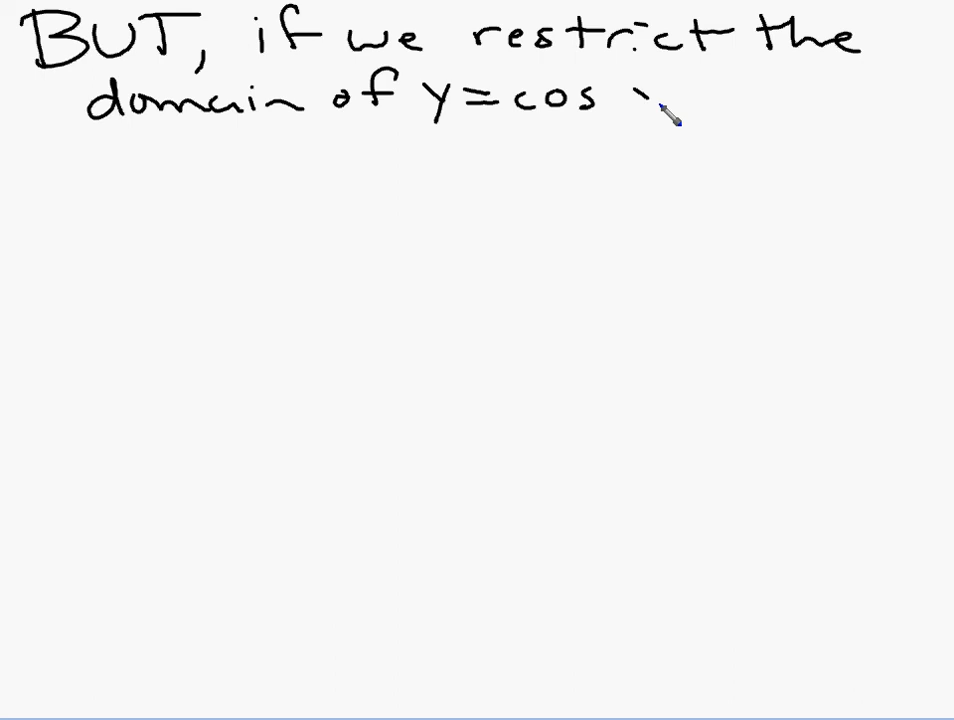 BUT, if we restrict the
domain of y=cos